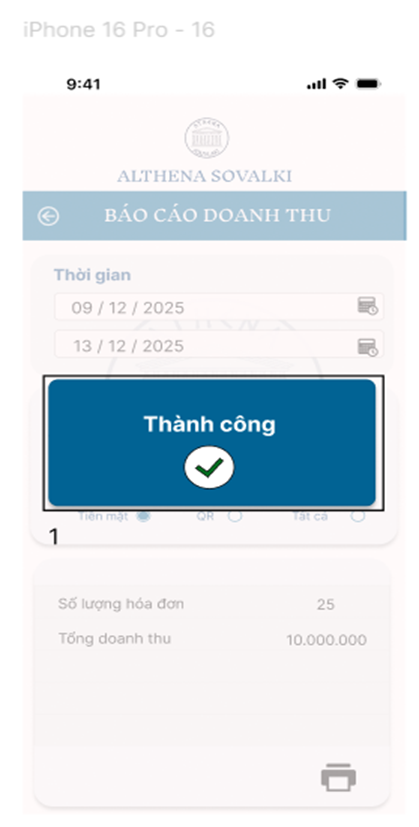 iPhone 16 Pro - 16
9:41
ALTHENA SOVALKI
BÁO CÁO DOANH THU
Thời gian
09 / 12 / 2025
13 / 12 / 2025
Thành công
Tiền mặt QR Tất cả
1
Số lượng hóa đơn 25
Tổng doanh thu 10.000.000